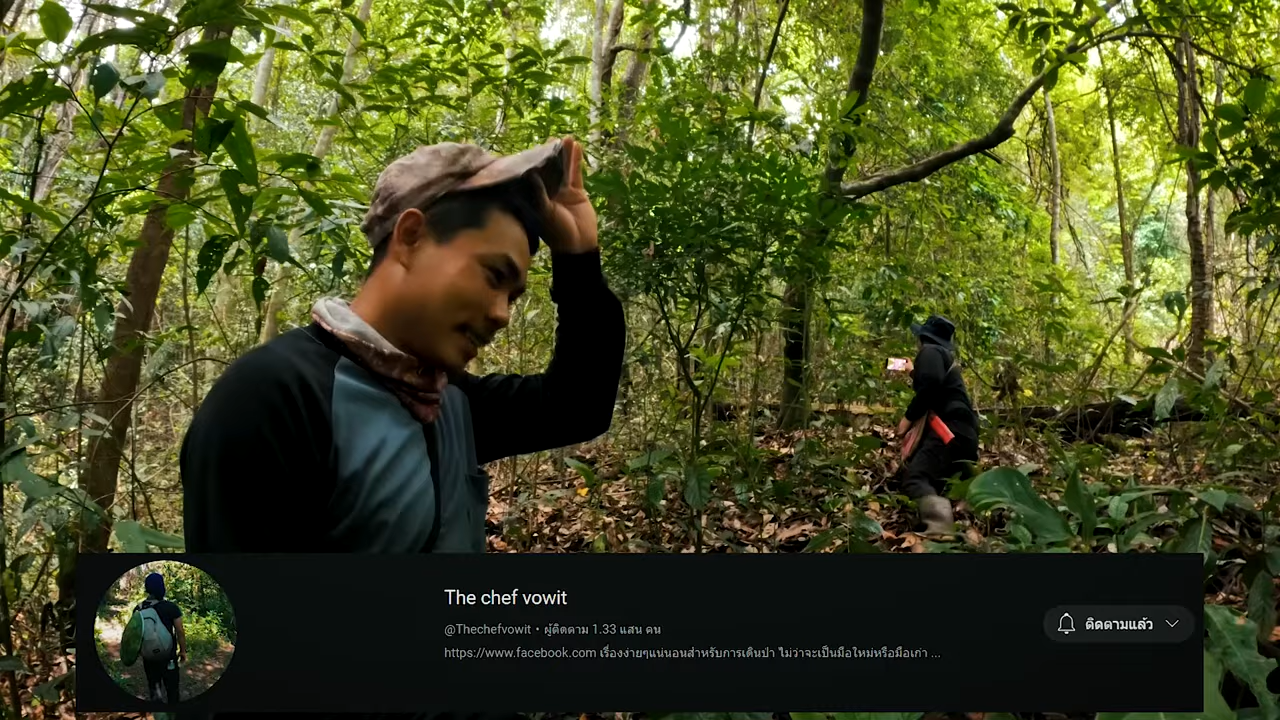 The chef vowit
@Thechefvowit • ผู้ติดตาม 1.33 แสน คน
ติดตามแล้ว
https://www.facebook.com เรื่องง่ายๆแน่นอนสำหรับการเดินป่า ไม่ว่าจะเป็นมือใหม่หรือมือเก่า ...